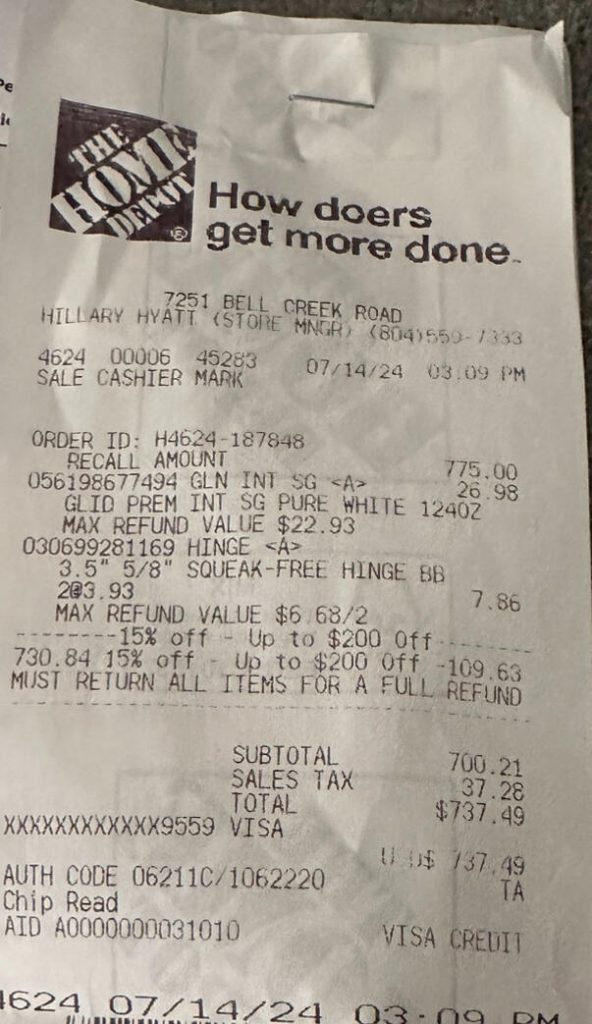 THE
HOME
DEPOT
®
How doers
get more done™
7251 BELL CREEK ROAD
HILLARY HYATT (STORE MNGR) (804)559-7333
4624 00006 45283 07/14/24 03:09 PM
SALE CASHIER MARK
ORDER ID: H4624-187848
RECALL AMOUNT 775.00
056198677494 GLN INT SG <A> 26.98
GLID PREM INT SG PURE WHITE 124OZ
MAX REFUND VALUE $22.93
030699281169 HINGE <A>
3.5" 5/8" SQUEAK-FREE HINGE BB
2@3.93 7.86
MAX REFUND VALUE $6.68/2
--------15% off - Up to $200 Off--------
730.84 15% off - Up to $200 Off -109.63
MUST RETURN ALL ITEMS FOR A FULL REFUND
SUBTOTAL 700.21
SALES TAX 37.28
TOTAL $737.49
XXXXXXXXXXXX9559 VISA
737.49
AUTH CODE 06211C/1062220 TA
Chip Read
AID A0000000031010 VISA CREDIT
4624 07/14/24 03:09 PM